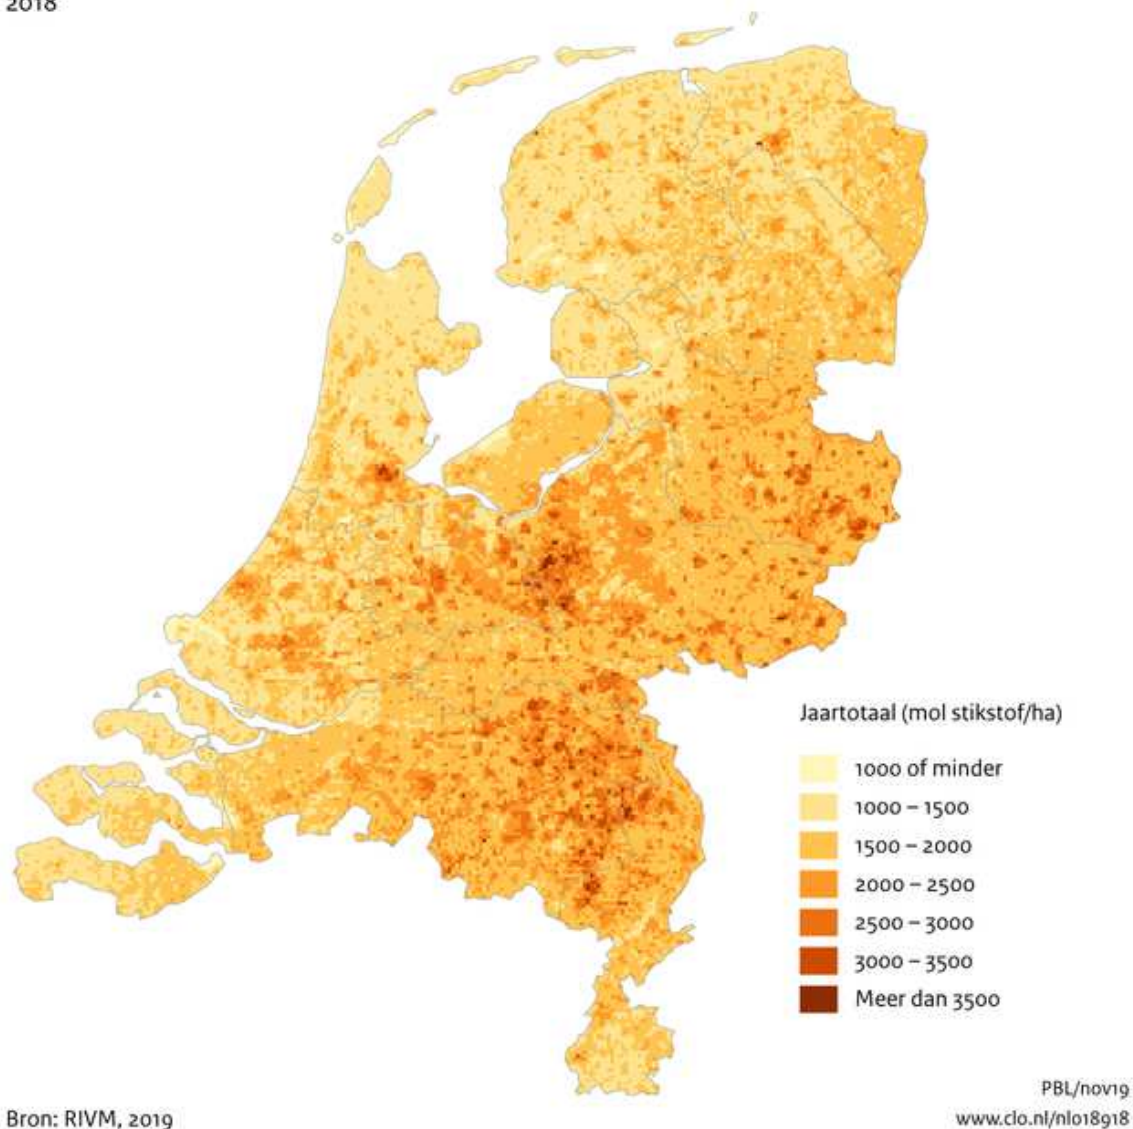 2018
Jaartotaal (mol stikstof/ha)
1000 of minder
1000 – 1500
1500 – 2000
2000 – 2500
2500 – 3000
3000 – 3500
Meer dan 3500
PBL/nov19
Bron: RIVM, 2019
www.clo.nl/nl018918